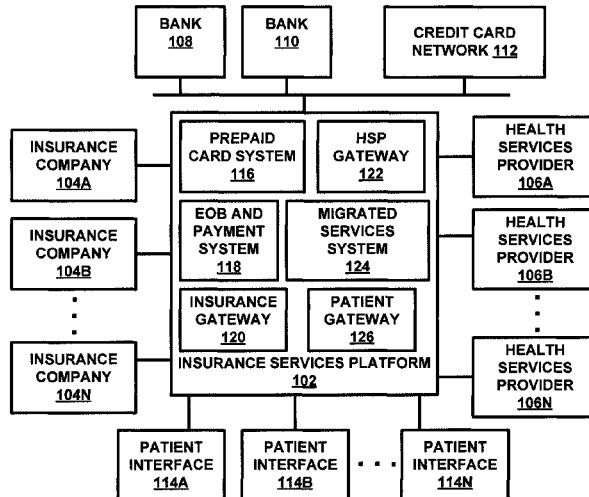 BANK
108
BANK
110
CREDIT CARD
NETWORK 112
INSURANCE
COMPANY
104A
INSURANCE
COMPANY
104B
INSURANCE
COMPANY
104N
PREPAID
CARD SYSTEM
116
HSP
GATEWAY
122
EOB AND
PAYMENT
SYSTEM
118
MIGRATED
SERVICES
SYSTEM
124
INSURANCE
GATEWAY
120
PATIENT
GATEWAY
126
INSURANCE SERVICES PLATFORM
102
HEALTH
SERVICES
PROVIDER
106A
HEALTH
SERVICES
PROVIDER
106B
HEALTH
SERVICES
PROVIDER
106N
PATIENT
INTERFACE
114A
PATIENT
INTERFACE
114B
PATIENT
INTERFACE
114N